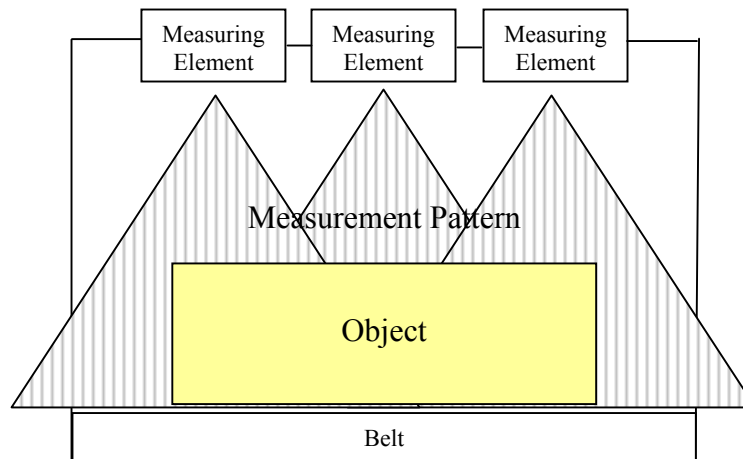 Measuring
Element
Measuring
Element
Measuring
Element
Measurement Pattern
Object
Belt